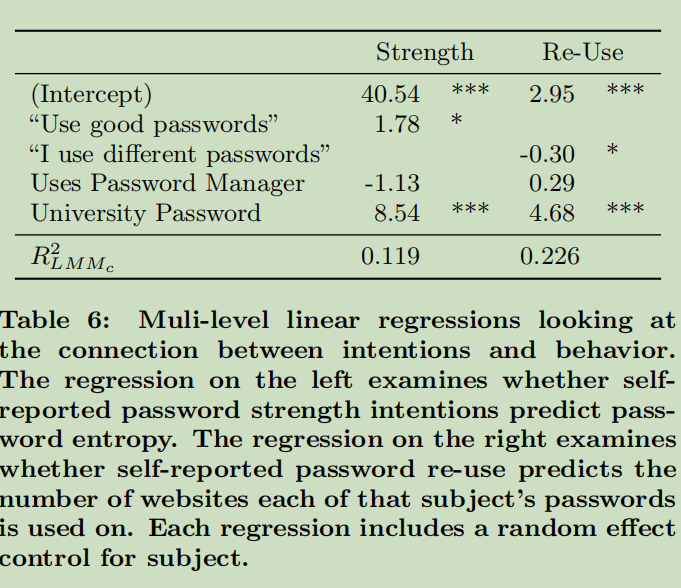 Strength Re-Use
(Intercept) 40.54 *** 2.95 ***
“Use good passwords” 1.78 *
“I use different passwords” -0.30 *
Uses Password Manager -1.13 0.29
University Password 8.54 *** 4.68 ***
R²_LMM_c 0.119 0.226
Table 6: Muli-level linear regressions looking at
the connection between intentions and behavior.
The regression on the left examines whether self-
reported password strength intentions predict pass-
word entropy. The regression on the right examines
whether self-reported password re-use predicts the
number of websites each of that subject’s passwords
is used on. Each regression includes a random effect
control for subject.